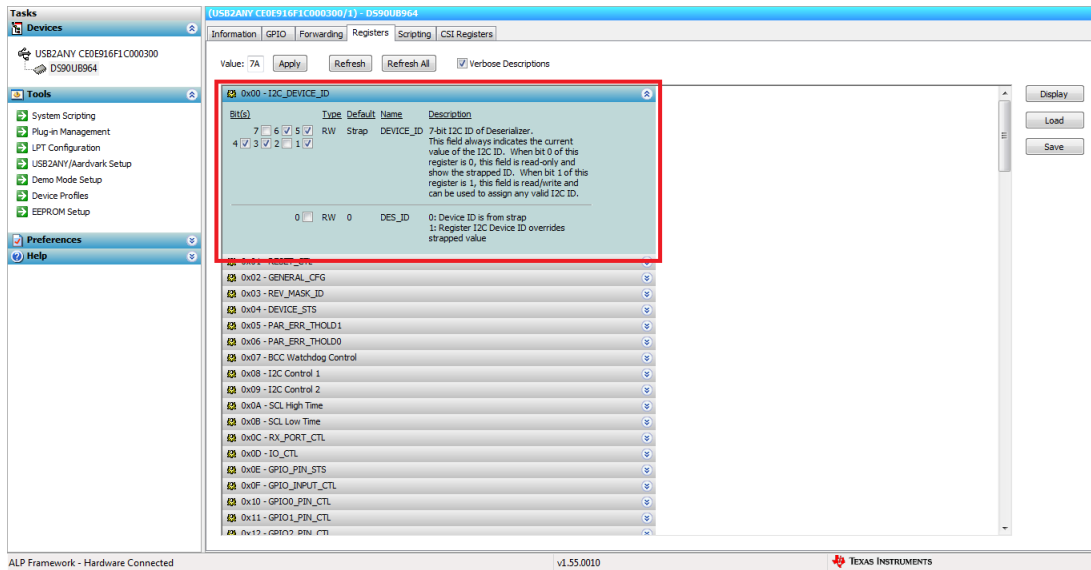 Tasks
Devices
USB2ANY CE0E916F1C000300
DS90UB964
Tools
System Scripting
Plug-in Management
LPT Configuration
USB2ANY/Aardvark Setup
Demo Mode Setup
Device Profiles
EEPROM Setup
Preferences
Help
(USB2ANY CE0E916F1C000300/1) - DS90UB964
Information GPIO Forwarding Registers Scripting CSI Registers
Value: 7A Apply Refresh Refresh All Verbose Descriptions
0x00 - I2C_DEVICE_ID
Bit(s) Type Default Name Description
7 6 5 RW Strap DEVICE_ID 7-bit I2C ID of Deserializer.
4 3 2 1 This field always indicates the current
value of the I2C ID. When bit 0 of this
register is 0, this field is read-only and
show the strapped ID. When bit 1 of this
register is 1, this field is read/write and
can be used to assign any valid I2C ID.
0 RW 0 DES_ID 0: Device ID is from strap
1: Register I2C Device ID overrides
strapped value
0x01 - RESET_CTL
0x02 - GENERAL_CFG
0x03 - REV_MASK_ID
0x04 - DEVICE_STS
0x05 - PAR_ERR_THOLD1
0x06 - PAR_ERR_THOLD0
0x07 - BCC Watchdog Control
0x08 - I2C Control 1
0x09 - I2C Control 2
0x0A - SCL High Time
0x0B - SCL Low Time
0x0C - RX_PORT_CTL
0x0D - IO_CTL
0x0E - GPIO_PIN_STS
0x0F - GPIO_INPUT_CTL
0x10 - GPIO0_PIN_CTL
0x11 - GPIO1_PIN_CTL
0x12 - GPIO2_PIN_CTL
Display
Load
Save
ALP Framework - Hardware Connected v1.55.0010 TEXAS INSTRUMENTS